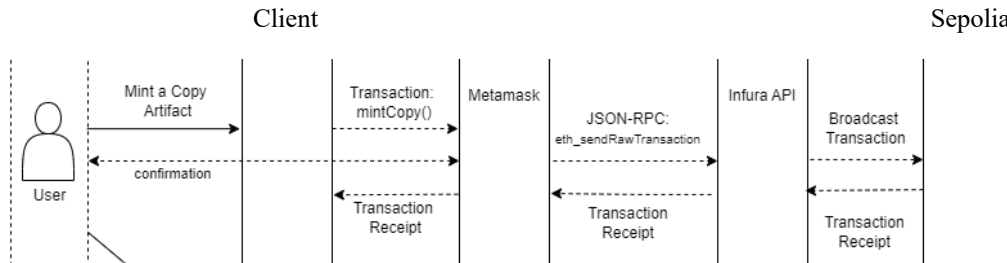 Client
Sepolia
Mint a Copy
Artifact
Transaction:
mintCopy()
Metamask
JSON-RPC:
eth_sendRawTransaction
Infura API
Broadcast
Transaction
confirmation
User
Transaction
Receipt
Transaction
Receipt
Transaction
Receipt